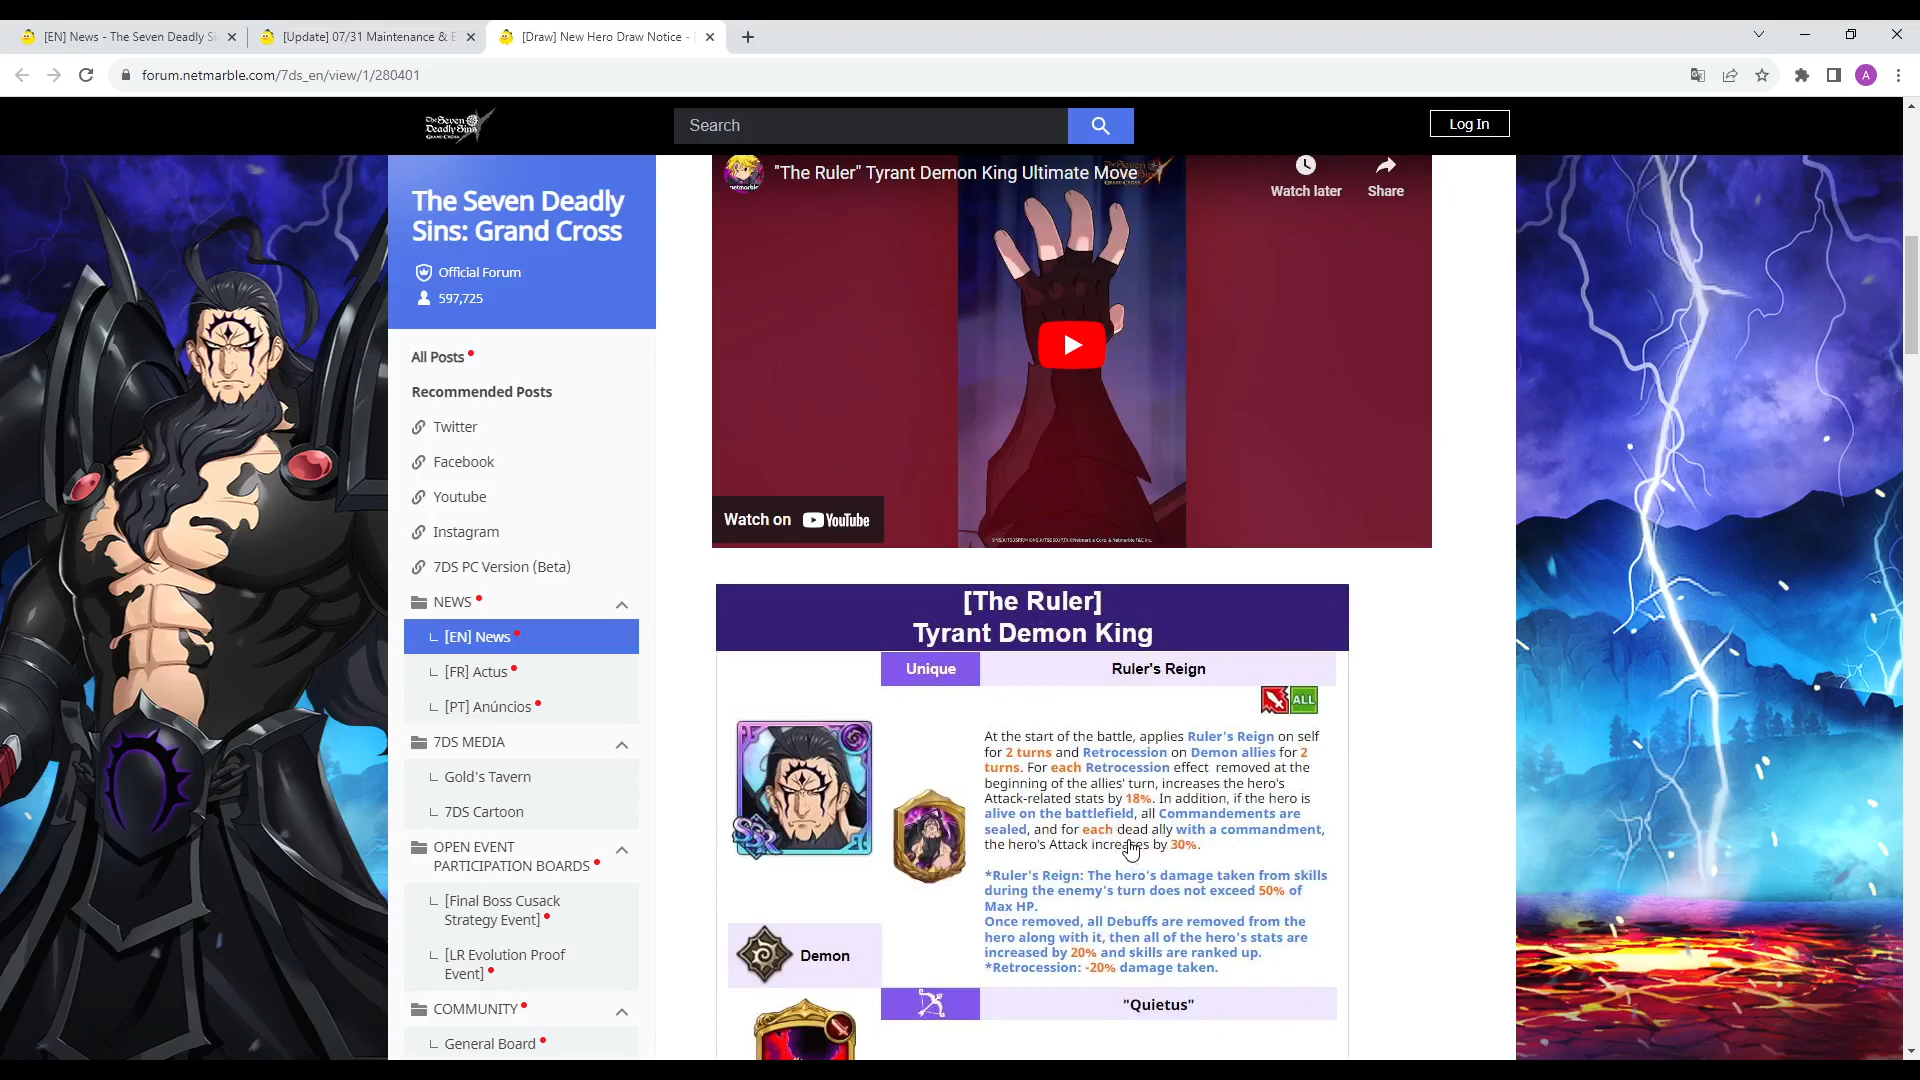 [EN] News - The Seven Deadly Si
[Update] 07/31 Maintenance & E
[Draw] New Hero Draw Notice -
forum.netmarble.com/7ds_en/view/1/280401
A
The Seven
Deadly Sins
GRAND CROSS
Search
Log In
The Seven Deadly
Sins: Grand Cross
Official Forum
597,725
All Posts
Recommended Posts
Twitter
Facebook
Youtube
Instagram
7DS PC Version (Beta)
NEWS
[EN] News
[FR] Actus
[PT] Anúncios
7DS MEDIA
Gold's Tavern
7DS Cartoon
OPEN EVENT
PARTICIPATION BOARDS
[Final Boss Cusack
Strategy Event]
[LR Evolution Proof
Event]
COMMUNITY
General Board
netmarble
"The Ruler" Tyrant Demon King Ultimate Move
Watch later
Share
Watch on YouTube
[The Ruler]
Tyrant Demon King
Unique
Ruler's Reign
ALL
At the start of the battle, applies Ruler's Reign on self
for 2 turns and Retrocession on Demon allies for 2
turns. For each Retrocession effect removed at the
beginning of the allies' turn, increases the hero's
Attack-related stats by 18%. In addition, if the hero is
alive on the battlefield, all Commandements are
sealed, and for each dead ally with a commandment,
the hero's Attack increases by 30%.
*Ruler's Reign: The hero's damage taken from skills
during the enemy's turn does not exceed 50% of
Max HP.
Once removed, all Debuffs are removed from the
hero along with it, then all of the hero's stats are
increased by 20% and skills are ranked up.
*Retrocession: -20% damage taken.
SR
Demon
"Quietus"